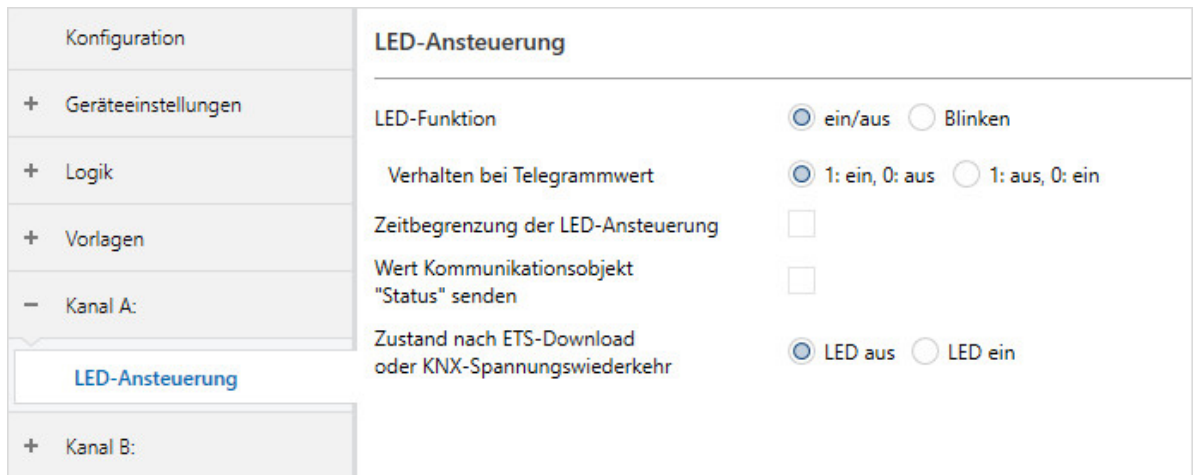 Konfiguration
+ Geräteeinstellungen
+ Logik
+ Vorlagen
− Kanal A:
LED-Ansteuerung
+ Kanal B:
LED-Ansteuerung
LED-Funktion ein/aus Blinken
Verhalten bei Telegrammwert 1: ein, 0: aus 1: aus, 0: ein
Zeitbegrenzung der LED-Ansteuerung
Wert Kommunikationsobjekt
"Status" senden
Zustand nach ETS-Download
oder KNX-Spannungswiederkehr LED aus LED ein